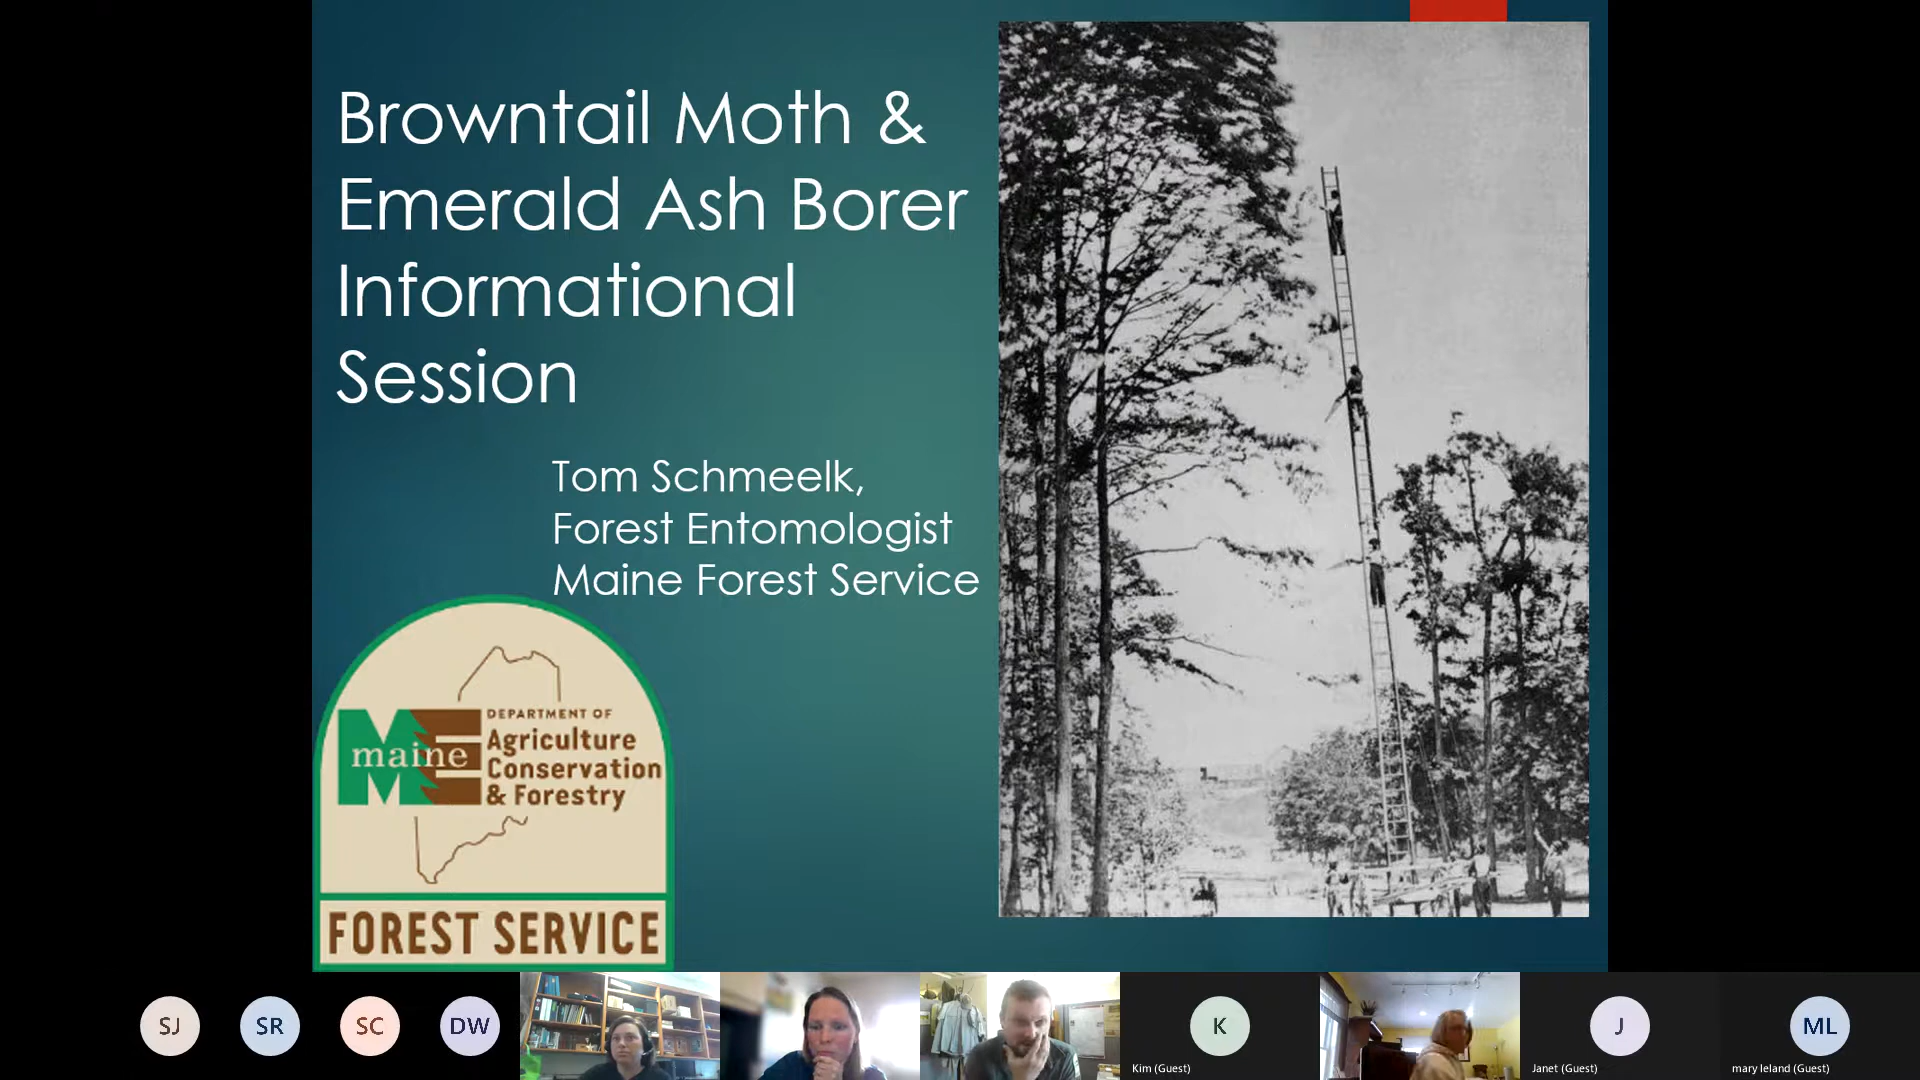 Browntail Moth &
Emerald Ash Borer
Informational
Session
Tom Schmeelk,
Forest Entomologist
Maine Forest Service
DEPARTMENT OF
ME
maine
Agriculture
Conservation
& Forestry
FOREST SERVICE
SJ
SR
SC
DW
K
Kim (Guest)
J
Janet (Guest)
ML
mary leland (Guest)